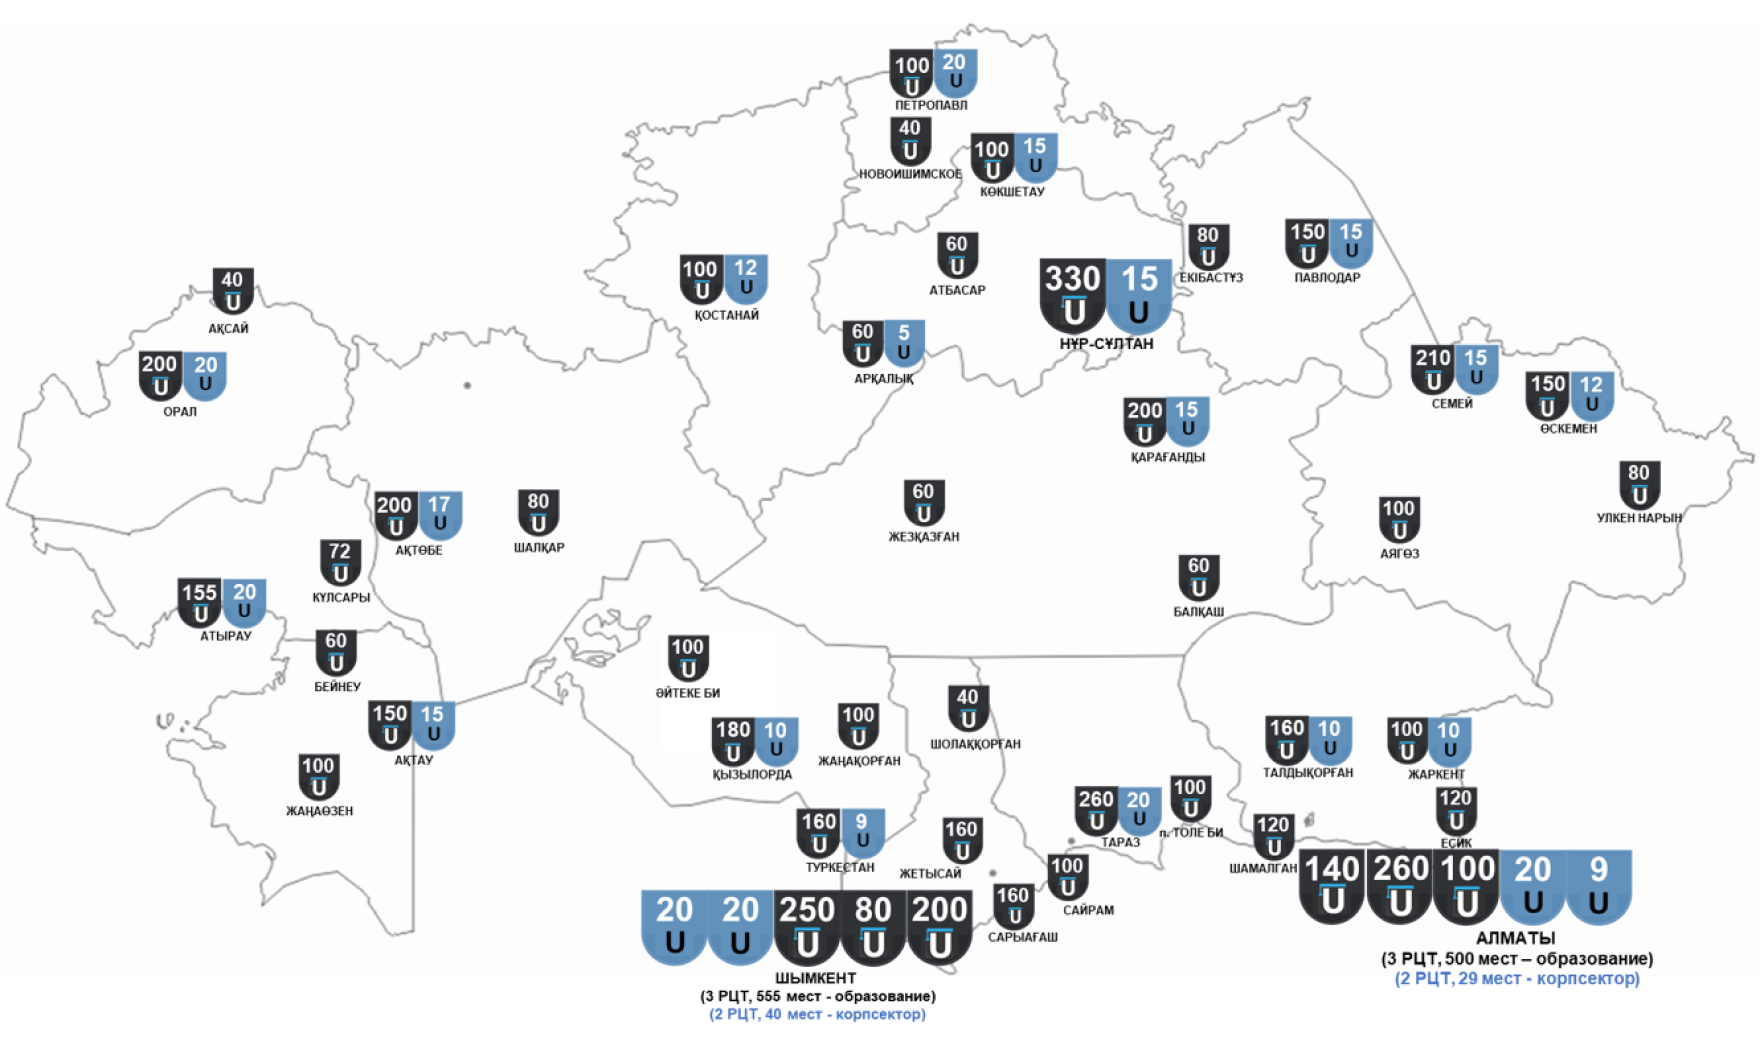 100 20
U U
ПЕТРОПАВЛ
40
U
НОВОИШИМСКОЕ
100 15
U U
КӨКШЕТАУ
60
U
АТБАСАР
80
U
ЕКІБАСТҰЗ
150 15
U U
ПАВЛОДАР
330 15
U U
НҰР-СҰЛТАН
100 12
U U
ҚОСТАНАЙ
40
U
АҚСАЙ
200 20
U U
ОРАЛ
60 5
U U
АРҚАЛЫҚ
210 15
U U
СЕМЕЙ
150 12
U U
ӨСКЕМЕН
200 15
U U
ҚАРАҒАНДЫ
80
U
УЛКЕН НАРЫН
60
U
ЖЕЗҚАЗҒАН
100
U
АЯГӨЗ
200 17
U U
АҚТӨБЕ
80
U
ШАЛҚАР
72
U
КҮЛСАРЫ
155 20
U U
АТЫРАУ
60
U
БАЛҚАШ
60
U
БЕЙНЕУ
100
U
ӘЙТЕКЕ БИ
150 15
U U
АҚТАУ
100
U
ЖАҢАӨЗЕН
180 10
U U
ҚЫЗЫЛОРДА
100
U
ЖАҢАҚОРҒАН
40
U
ШОЛАҚҚОРҒАН
160 10
U U
ТАЛДЫҚОРҒАН
100 10
U U
ЖАРКЕНТ
160 9
U U
ТУРКЕСТАН
160
U
ЖЕТЫСАЙ
260 20
U U
ТАРАЗ
100
U
п. ТОЛЕ БИ
120
U
ШАМАЛҒАН
120
U
ЕСИК
100
U
САЙРАМ
160
U
САРЫАҒАШ
20 20 250 80 200
U U U U U
ШЫМКЕНТ
(3 РЦТ, 555 мест - образование)
(2 РЦТ, 40 мест - корпсектор)
140 260 100 20 9
U U U U U
АЛМАТЫ
(3 РЦТ, 500 мест – образование)
(2 РЦТ, 29 мест - корпсектор)